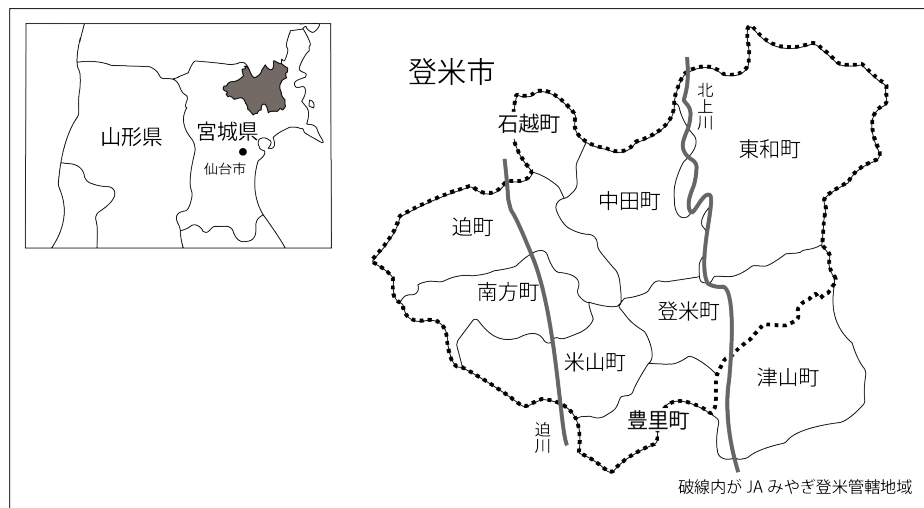 登米市
山形県
宮城県
仙台市
石越町
北上川
東和町
中田町
迫町
南方町
登米町
米山町
津山町
豊里町
迫川
破線内が JA みやぎ登米管轄地域